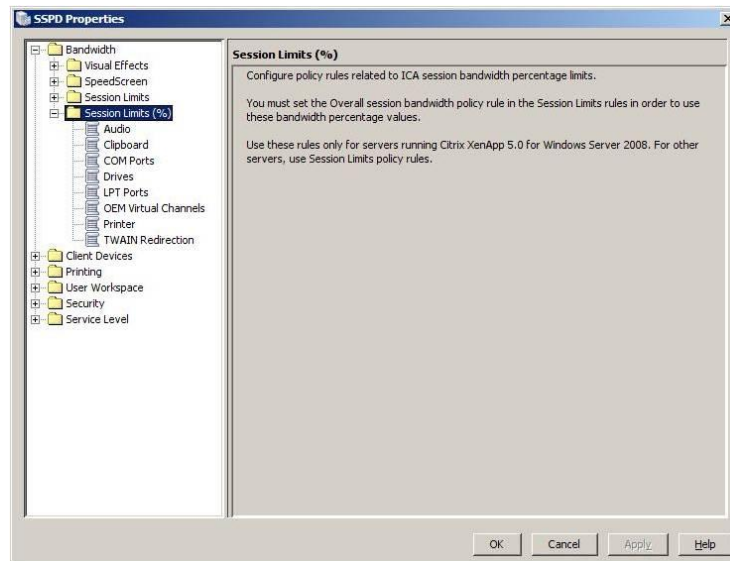 SSPD Properties
Bandwidth
Visual Effects
SpeedScreen
Session Limits
Session Limits (%)
Audio
Clipboard
COM Ports
Drives
LPT Ports
OEM Virtual Channels
Printer
TWAIN Redirection
Client Devices
Printing
User Workspace
Security
Service Level
Session Limits (%)
Configure policy rules related to ICA session bandwidth percentage limits.
You must set the Overall session bandwidth policy rule in the Session Limits rules in order to use
these bandwidth percentage values.
Use these rules only for servers running Citrix XenApp 5.0 for Windows Server 2008. For other
servers, use Session Limits policy rules.
OK
Cancel
Apply
Help